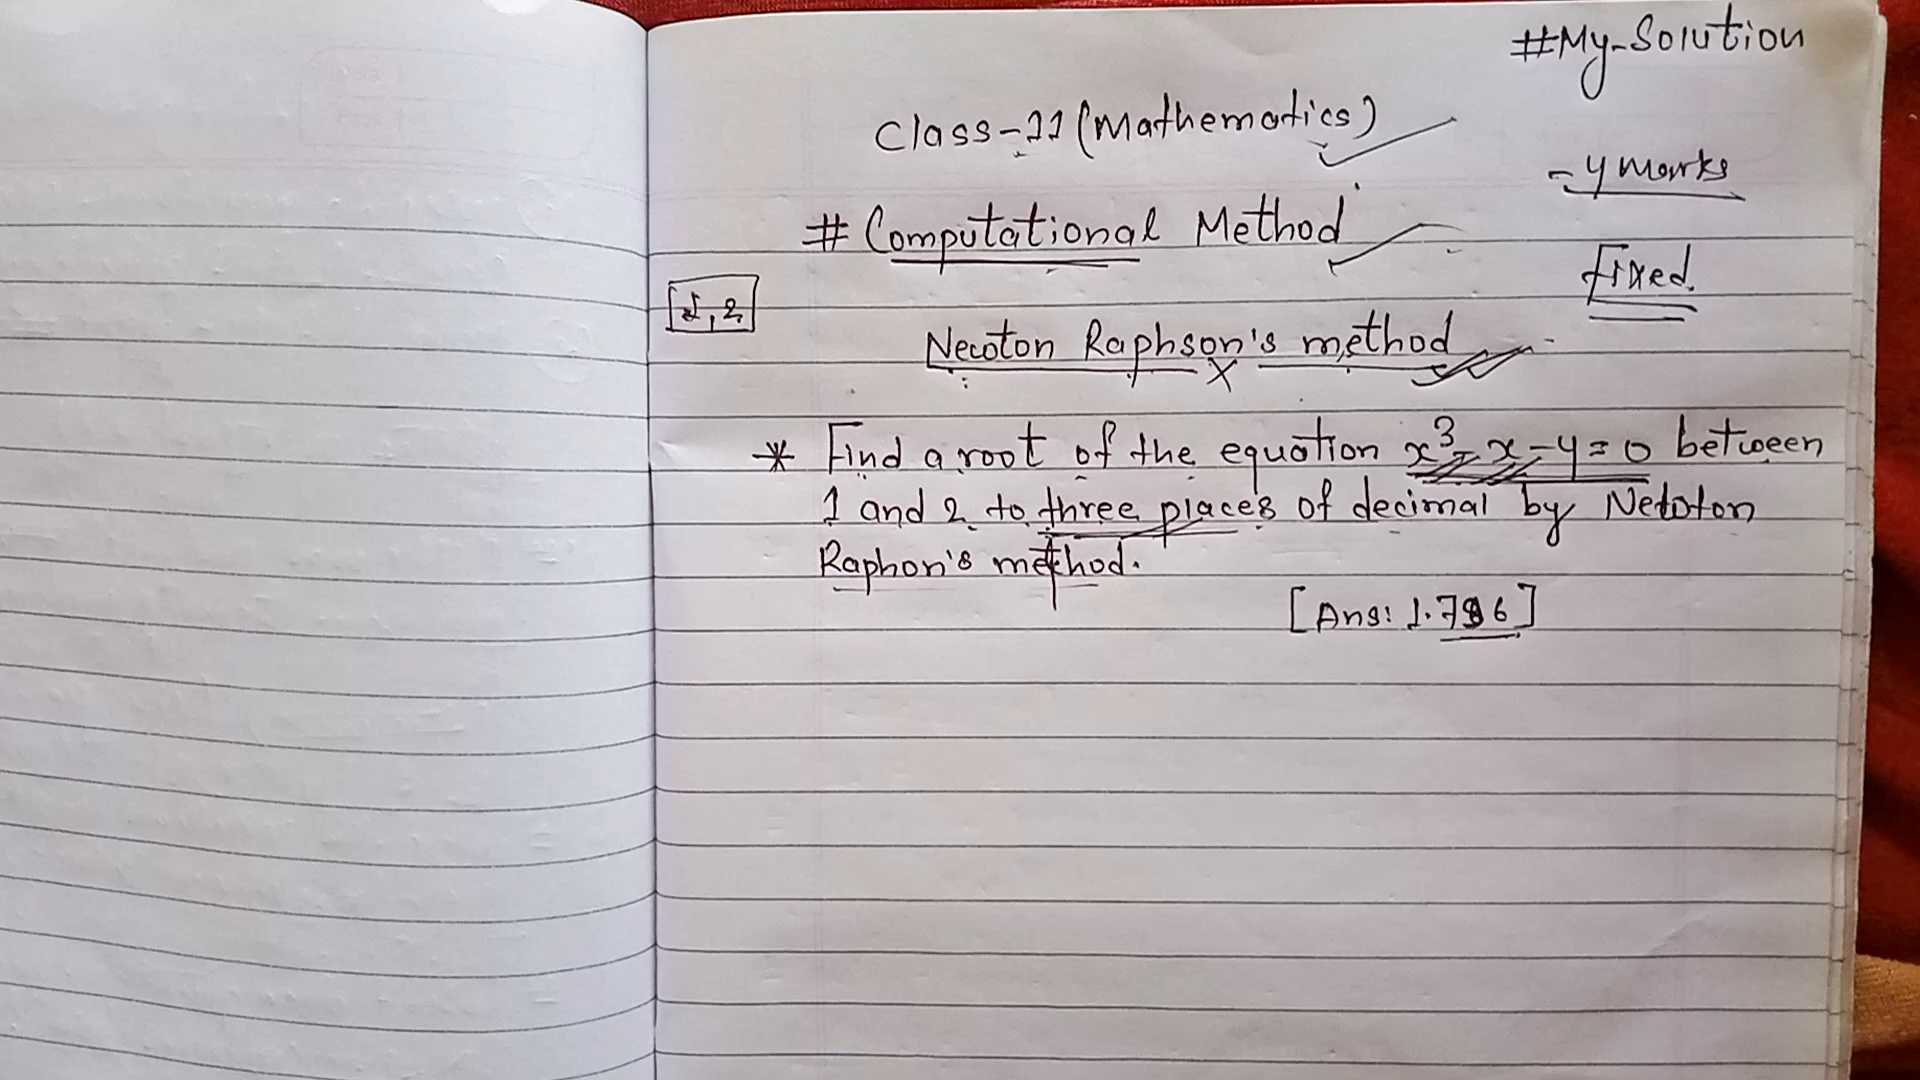 #My-Solution
Class-11 (Mathematics)
- 4 marks
# Computational Method
Fixed.
1, 2
Newton Raphson's method
* Find a root of the equation x³-x-4=0 between
1 and 2 to three places of decimal by Newton
Raphon's method.
[Ans: 1.796]